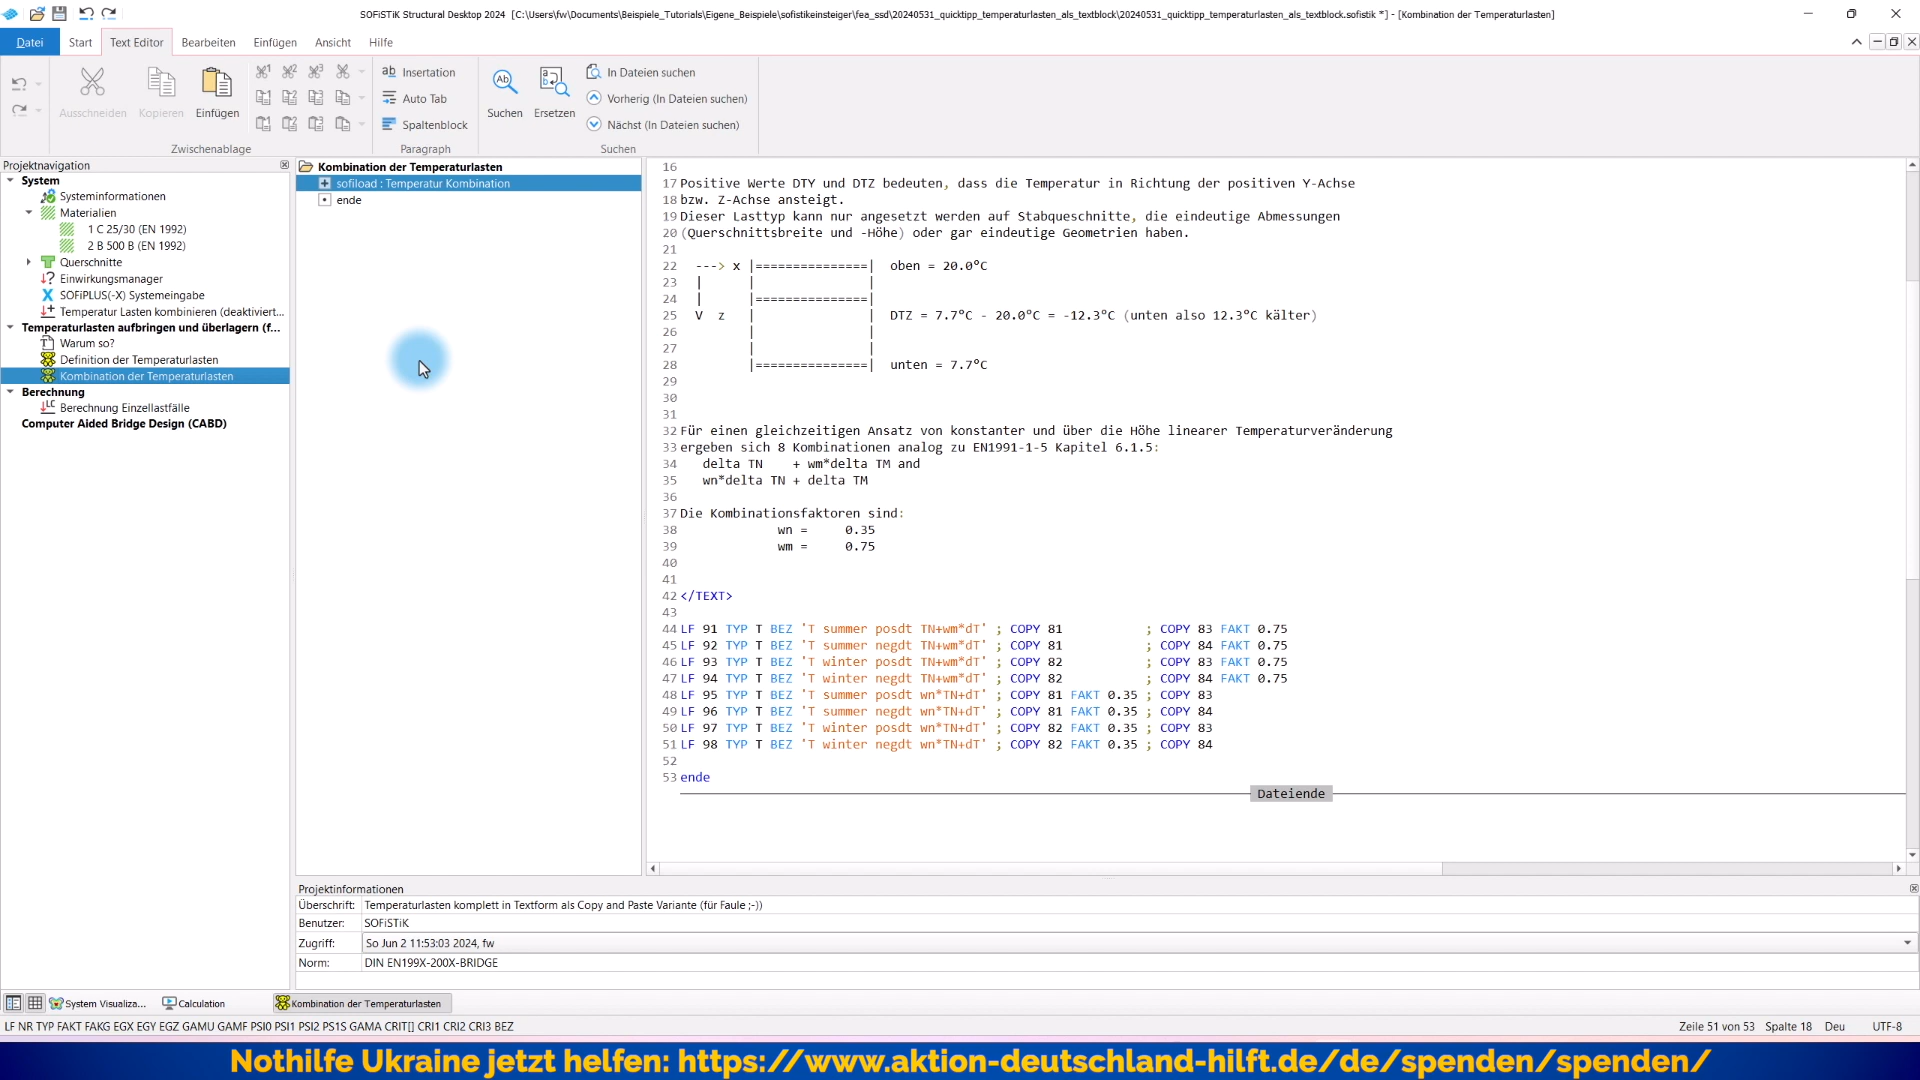 SOFiSTiK Structural Desktop 2024 [C:\Users\fw\Documents\Beispiele_Tutorials\Eigene_Beispiele\sofistikeinsteiger\fea_ssd\20240531_quicktipp_temperaturlasten_als_textblock\20240531_quicktipp_temperaturlasten_als_textblock.sofistik *] - [Kombination der Temperaturlasten]
Datei Start Text Editor Bearbeiten Einfügen Ansicht Hilfe
Ausschneiden Kopieren Einfügen
Zwischenablage
Insertation
Auto Tab
Spaltenblock
Paragraph
Suchen Ersetzen
In Dateien suchen
Vorherig (In Dateien suchen)
Nächst (In Dateien suchen)
Suchen
Projektnavigation
System
Systeminformationen
Materialien
1 C 25/30 (EN 1992)
2 B 500 B (EN 1992)
Querschnitte
Einwirkungsmanager
SOFiPLUS(-X) Systemeingabe
Temperatur Lasten kombinieren (deaktiviert...
Temperaturlasten aufbringen und überlagern (f...
Warum so?
Definition der Temperaturlasten
Kombination der Temperaturlasten
Berechnung
Berechnung Einzellastfälle
Computer Aided Bridge Design (CABD)
Kombination der Temperaturlasten
sofiload : Temperatur Kombination
ende
16
17 Positive Werte DTY und DTZ bedeuten, dass die Temperatur in Richtung der positiven Y-Achse
18 bzw. Z-Achse ansteigt.
19 Dieser Lasttyp kann nur angesetzt werden auf Stabqueschnitte, die eindeutige Abmessungen
20 (Querschnittsbreite und -Höhe) oder gar eindeutige Geometrien haben.
21
22 ---> x |===============| oben = 20.0°C
23 | | |
24 | |===============|
25 V z | | DTZ = 7.7°C - 20.0°C = -12.3°C (unten also 12.3°C kälter)
26 | |
27 | |
28 |===============| unten = 7.7°C
29
30
31
32 Für einen gleichzeitigen Ansatz von konstanter und über die Höhe linearer Temperaturveränderung
33 ergeben sich 8 Kombinationen analog zu EN1991-1-5 Kapitel 6.1.5:
34 delta TN + wm*delta TM and
35 wn*delta TN + delta TM
36
37 Die Kombinationsfaktoren sind:
38 wn = 0.35
39 wm = 0.75
40
41
42 </TEXT>
43
44 LF 91 TYP T BEZ 'T summer posdt TN+wm*dT' ; COPY 81 ; COPY 83 FAKT 0.75
45 LF 92 TYP T BEZ 'T summer negdt TN+wm*dT' ; COPY 81 ; COPY 84 FAKT 0.75
46 LF 93 TYP T BEZ 'T winter posdt TN+wm*dT' ; COPY 82 ; COPY 83 FAKT 0.75
47 LF 94 TYP T BEZ 'T winter negdt TN+wm*dT' ; COPY 82 ; COPY 84 FAKT 0.75
48 LF 95 TYP T BEZ 'T summer posdt wn*TN+dT' ; COPY 81 FAKT 0.35 ; COPY 83
49 LF 96 TYP T BEZ 'T summer negdt wn*TN+dT' ; COPY 81 FAKT 0.35 ; COPY 84
50 LF 97 TYP T BEZ 'T winter posdt wn*TN+dT' ; COPY 82 FAKT 0.35 ; COPY 83
51 LF 98 TYP T BEZ 'T winter negdt wn*TN+dT' ; COPY 82 FAKT 0.35 ; COPY 84
52
53 ende
Dateiende
Projektinformationen
Überschrift: Temperaturlasten komplett in Textform als Copy and Paste Variante (für Faule ;-))
Benutzer: SOFiSTiK
Zugriff: So Jun 2 11:53:03 2024, fw
Norm: DIN EN199X-200X-BRIDGE
System Visualiza... Calculation Kombination der Temperaturlasten
LF NR TYP FAKT FAKG EGX EGY EGZ GAMU GAMF PSI0 PSI1 PSI2 PS1S GAMA CRIT[] CRI1 CRI2 CRI3 BEZ
Zeile 51 von 53 Spalte 18 Deu UTF-8
Nothilfe Ukraine jetzt helfen: https://www.aktion-deutschland-hilft.de/de/spenden/spenden/